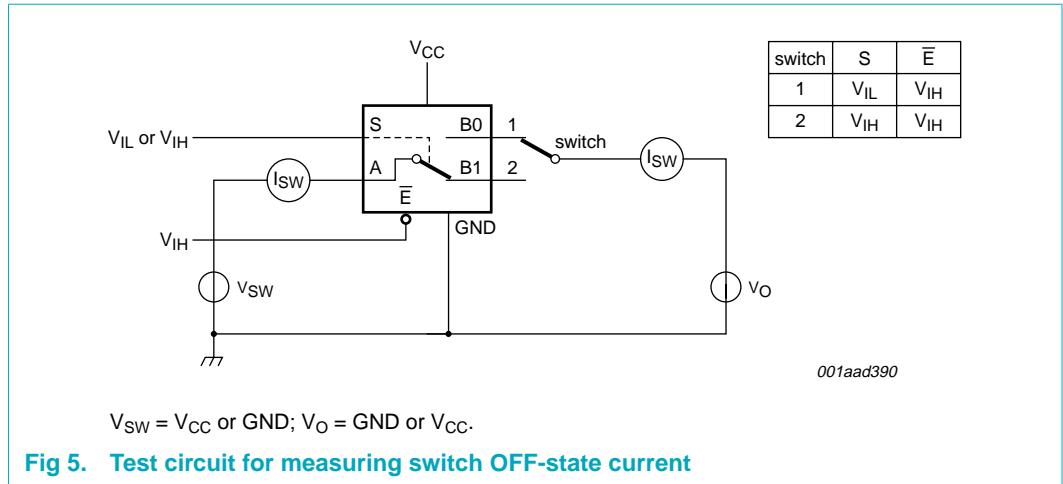 VCC
switch S E̅
1 VIL VIH
2 VIH VIH
VIL or VIH
S B0 1 switch
ISW A B1 2 ISW
E̅
GND
VIH
VSW VO
001aad390
VSW = VCC or GND; VO = GND or VCC.
Fig 5. Test circuit for measuring switch OFF-state current